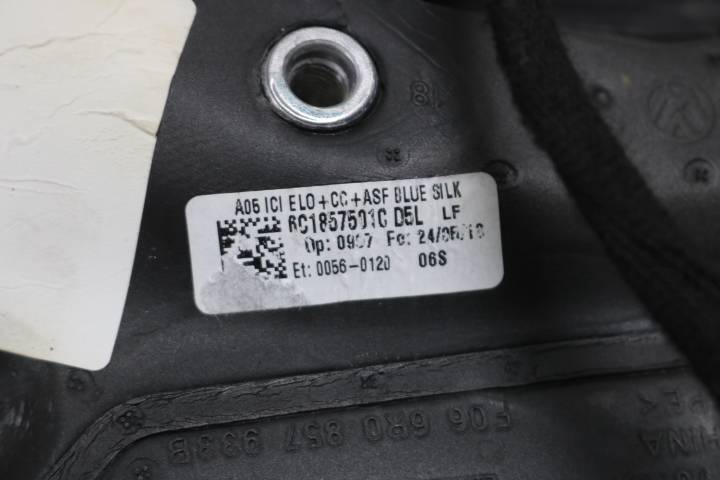 A05 ICI ELO+CC+ASF BLUE SILK
6C1857501C D5L LF
Op: Fe:
Et: 0056-0120 06S
18
F06 6R0 857 933B